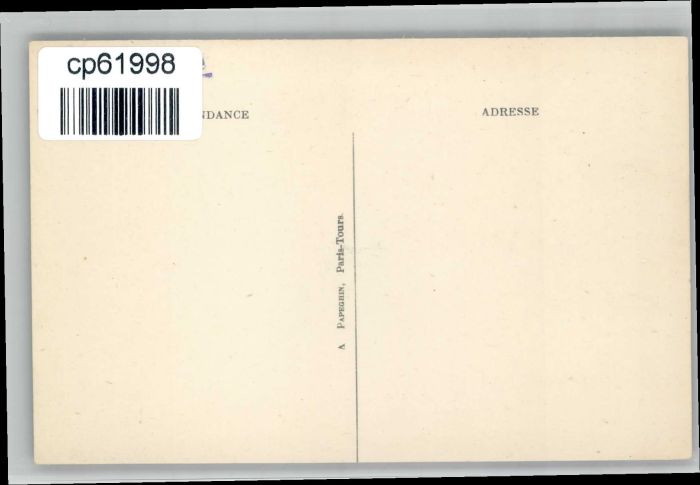 cp61998
NDANCE
ADRESSE
A PAPEGHIN, Paris-Tours.